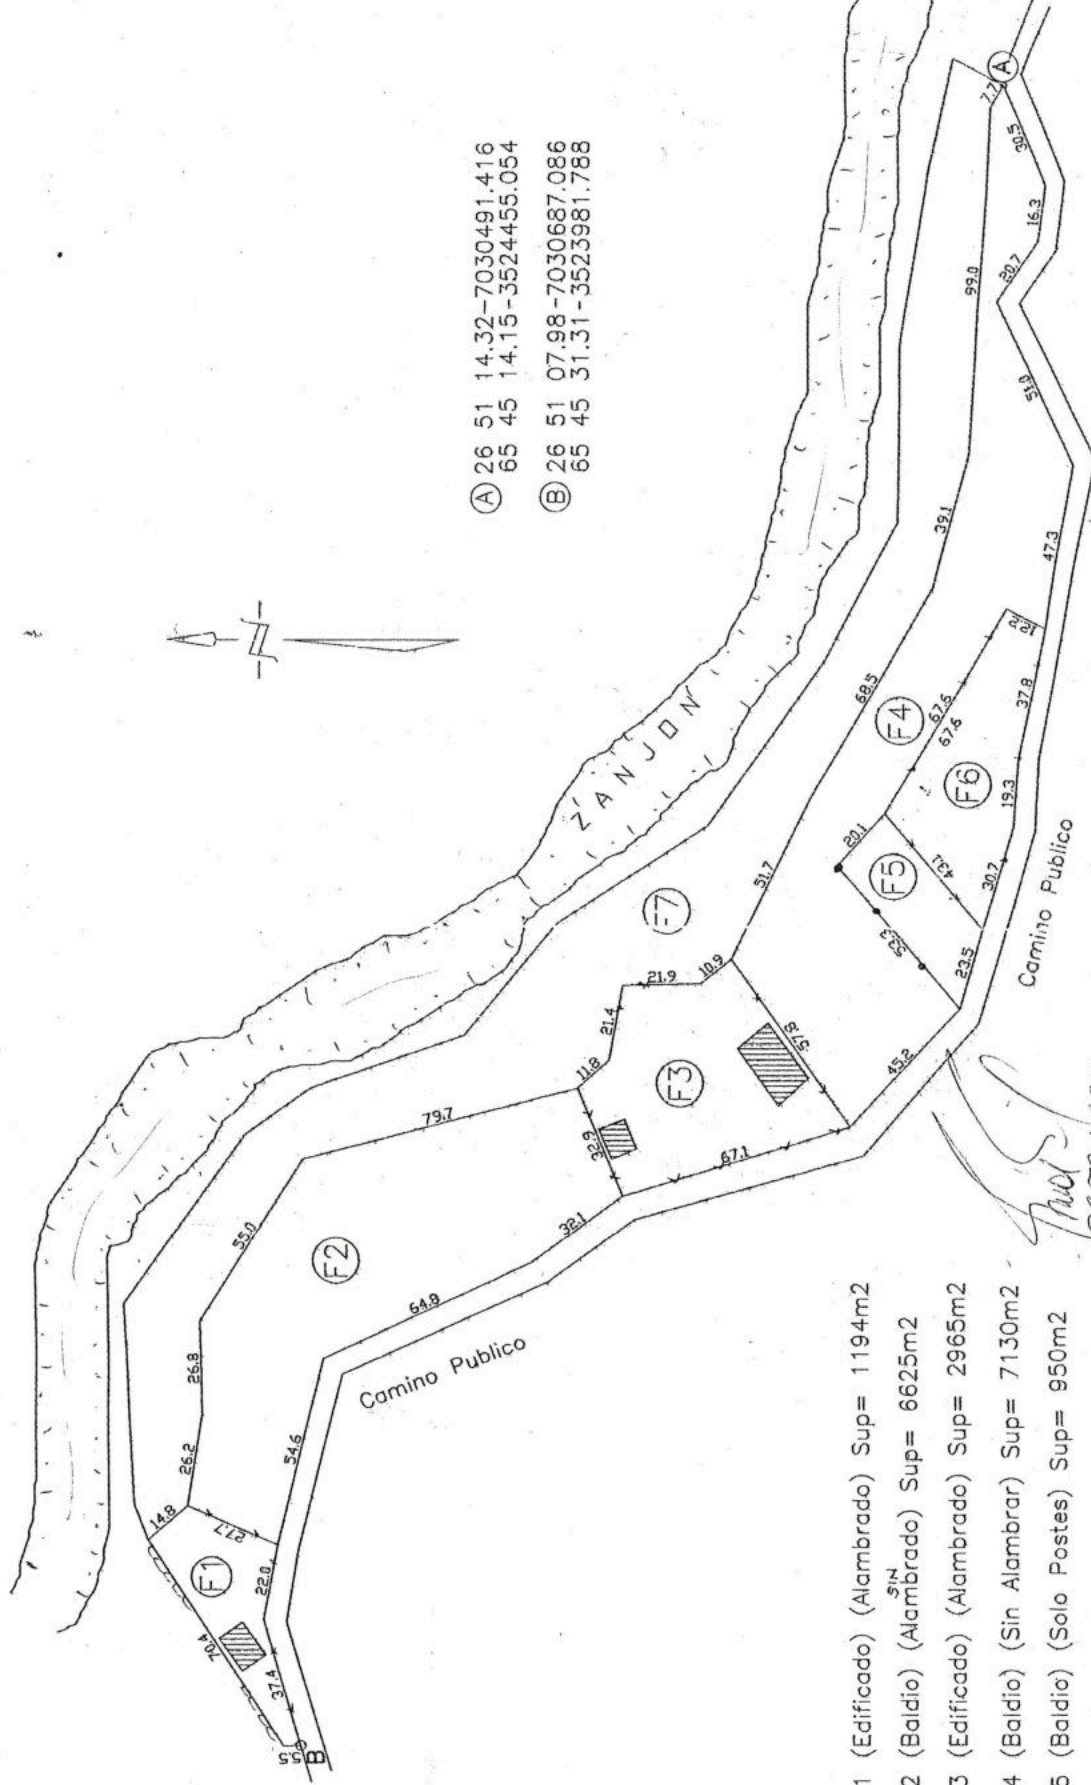 Ⓐ 26 51 14.32-7030491.416
65 45 14.15-3524455.054
Ⓑ 26 51 07.98-7030687.086
65 45 31.31-3523981.788
N
ZANJON
A
7.7
30.5
16.3
20.7
51.0
47.3
99.0
39.1
68.5
F4
67.6
67.6
F6
37.8
19.3
30.7
20.1
F5
43.1
53.3
23.5
Camino Publico
51.7
F7
10.9
21.9
21.4
11.8
F3
57.8
45.2
67.1
32.9
79.7
32.1
55.0
F2
64.8
Camino Publico
26.8
26.2
54.6
14.8
27.7
F1
22.0
70.4
37.4
5.5
B
1 (Edificado) (Alambrado) Sup= 1194m2
SIN
2 (Baldio) (Alambrado) Sup= 6625m2
3 (Edificado) (Alambrado) Sup= 2965m2
4 (Baldio) (Sin Alambrar) Sup= 7130m2
5 (Baldio) (Solo Postes) Sup= 950m2